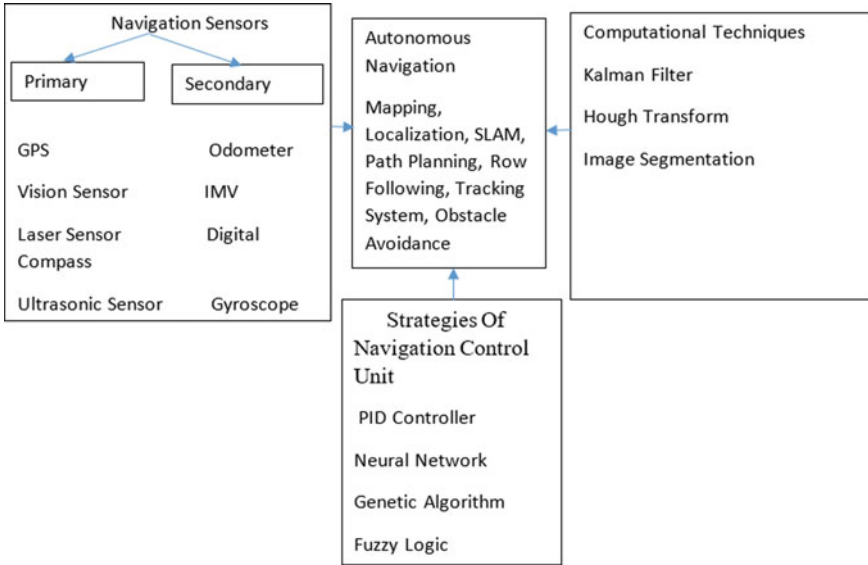 Navigation Sensors
Primary Secondary
GPS Odometer
Vision Sensor IMV
Laser Sensor Digital
Compass
Ultrasonic Sensor Gyroscope
Autonomous
Navigation
Mapping,
Localization, SLAM,
Path Planning, Row
Following, Tracking
System, Obstacle
Avoidance
Computational Techniques
Kalman Filter
Hough Transform
Image Segmentation
Strategies Of
Navigation Control
Unit
PID Controller
Neural Network
Genetic Algorithm
Fuzzy Logic